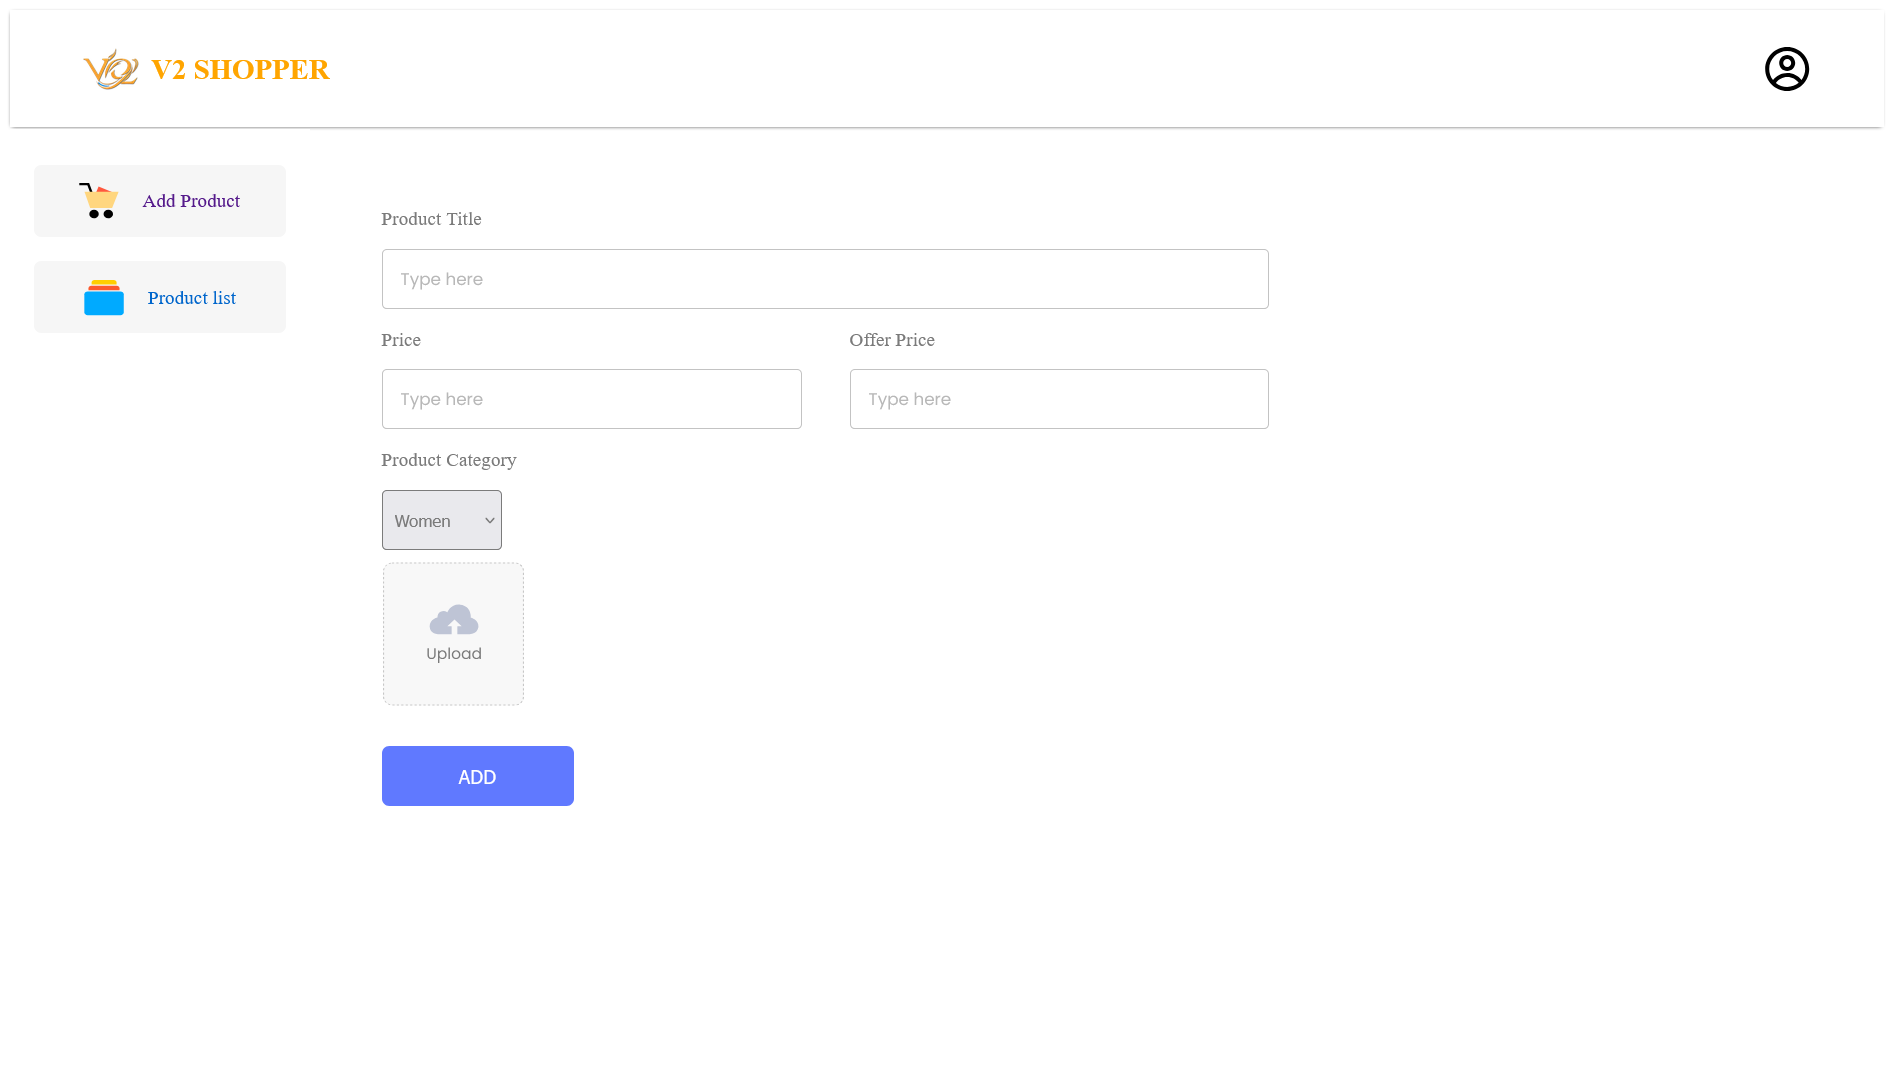 V2 SHOPPER
Add Product
Product list
Product Title
Type here
Price
Offer Price
Type here
Type here
Product Category
Women
Upload
ADD